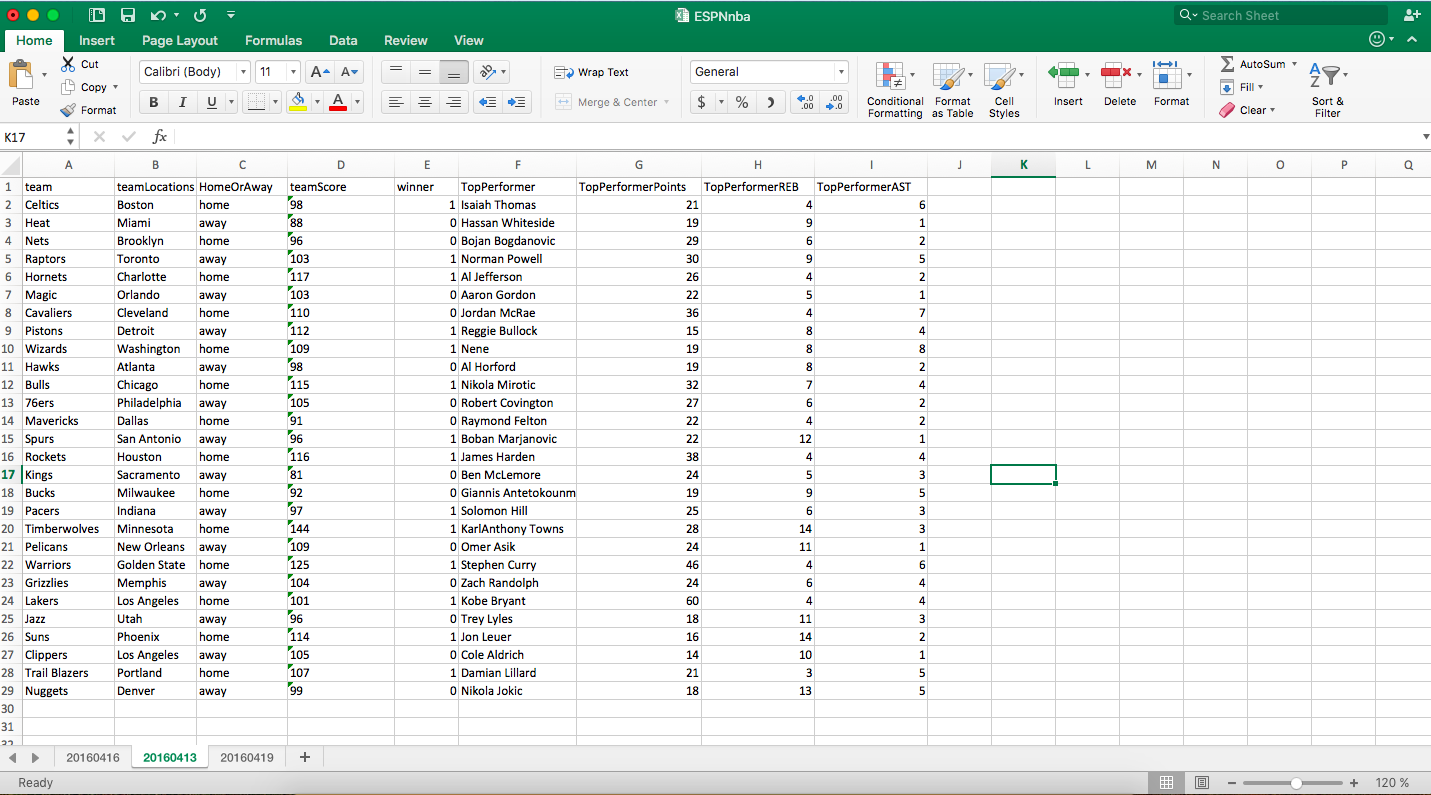 ESPNnba
Search Sheet
Home Insert Page Layout Formulas Data Review View
Paste
Cut
Copy
Format
Calibri (Body) 11 A A
B I U A
Wrap Text
Merge & Center
General
$ % .0 .00 .00 .0
Conditional Formatting
Format as Table
Cell Styles
Insert
Delete
Format
AutoSum
Fill
Clear
A Z
Sort & Filter
K17 fx
A B C D E F G H I J K L M N O P Q
1 team teamLocations HomeOrAway teamScore winner TopPerformer TopPerformerPoints TopPerformerREB TopPerformerAST
2 Celtics Boston home 98 1 Isaiah Thomas 21 4 6
3 Heat Miami away 88 0 Hassan Whiteside 19 9 1
4 Nets Brooklyn home 96 0 Bojan Bogdanovic 29 6 2
5 Raptors Toronto away 103 1 Norman Powell 30 9 5
6 Hornets Charlotte home 117 1 Al Jefferson 26 4 2
7 Magic Orlando away 103 0 Aaron Gordon 22 5 1
8 Cavaliers Cleveland home 110 0 Jordan McRae 36 4 7
9 Pistons Detroit away 112 1 Reggie Bullock 15 8 4
10 Wizards Washington home 109 1 Nene 19 8 8
11 Hawks Atlanta away 98 0 Al Horford 19 8 2
12 Bulls Chicago home 115 1 Nikola Mirotic 32 7 4
13 76ers Philadelphia away 105 0 Robert Covington 27 6 2
14 Mavericks Dallas home 91 0 Raymond Felton 22 4 2
15 Spurs San Antonio away 96 1 Boban Marjanovic 22 12 1
16 Rockets Houston home 116 1 James Harden 38 4 4
17 Kings Sacramento away 81 0 Ben McLemore 24 5 3
18 Bucks Milwaukee home 92 0 Giannis Antetokounm 19 9 5
19 Pacers Indiana away 97 1 Solomon Hill 25 6 3
20 Timberwolves Minnesota home 144 1 KarlAnthony Towns 28 14 3
21 Pelicans New Orleans away 109 0 Omer Asik 24 11 1
22 Warriors Golden State home 125 1 Stephen Curry 46 4 6
23 Grizzlies Memphis away 104 0 Zach Randolph 24 6 4
24 Lakers Los Angeles home 101 1 Kobe Bryant 60 4 4
25 Jazz Utah away 96 0 Trey Lyles 18 11 3
26 Suns Phoenix home 114 1 Jon Leuer 16 14 2
27 Clippers Los Angeles away 105 0 Cole Aldrich 14 10 1
28 Trail Blazers Portland home 107 1 Damian Lillard 21 3 5
29 Nuggets Denver away 99 0 Nikola Jokic 18 13 5
30
31
32
20160416 20160413 20160419 +
Ready
120 %